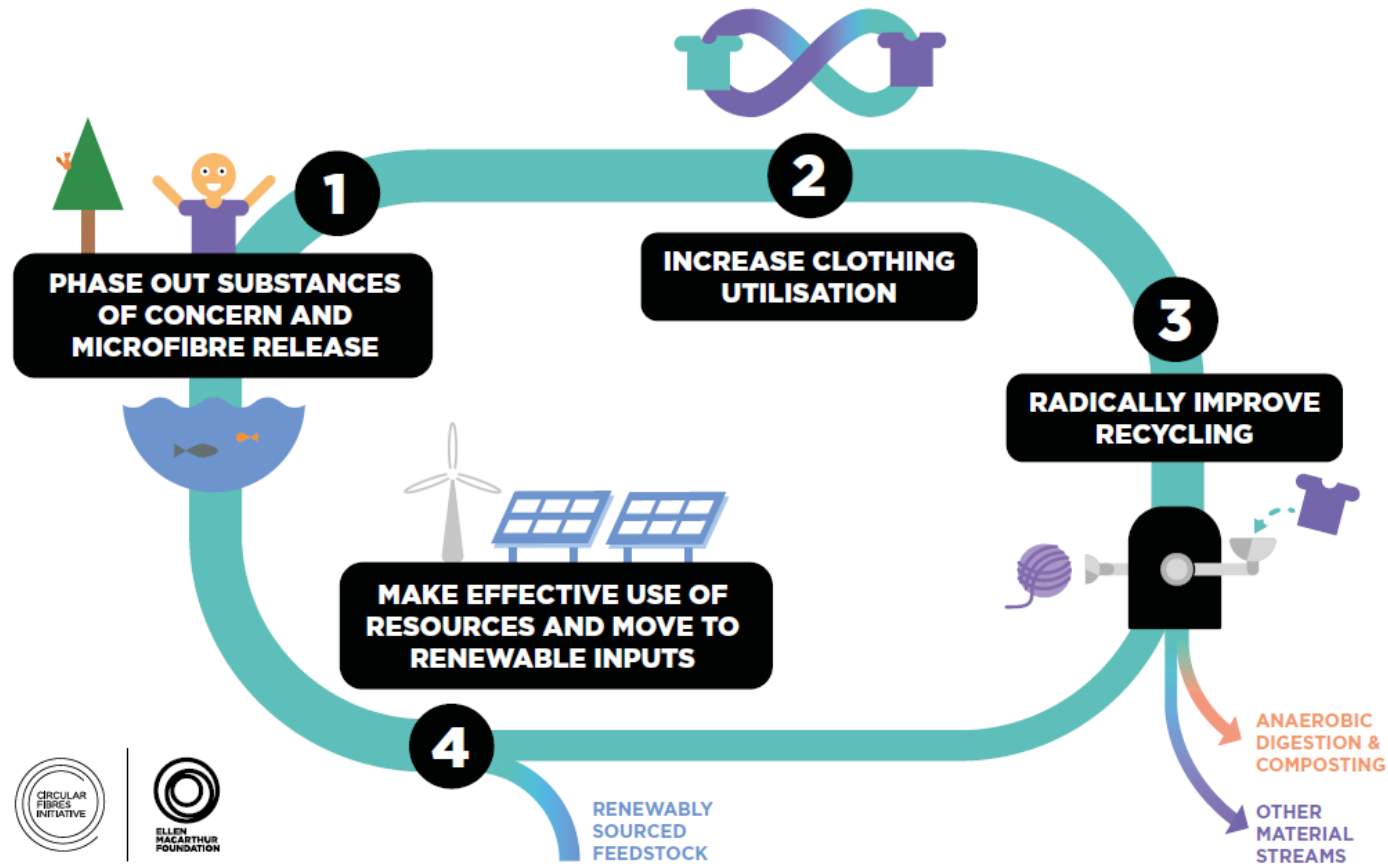 1
PHASE OUT SUBSTANCES
OF CONCERN AND
MICROFIBRE RELEASE
2
INCREASE CLOTHING
UTILISATION
3
RADICALLY IMPROVE
RECYCLING
MAKE EFFECTIVE USE OF
RESOURCES AND MOVE TO
RENEWABLE INPUTS
4
ANAEROBIC
DIGESTION &
COMPOSTING
OTHER
MATERIAL
STREAMS
RENEWABLY
SOURCED
FEEDSTOCK
CIRCULAR
FIBRES
INITIATIVE
ELLEN
MACARTHUR
FOUNDATION